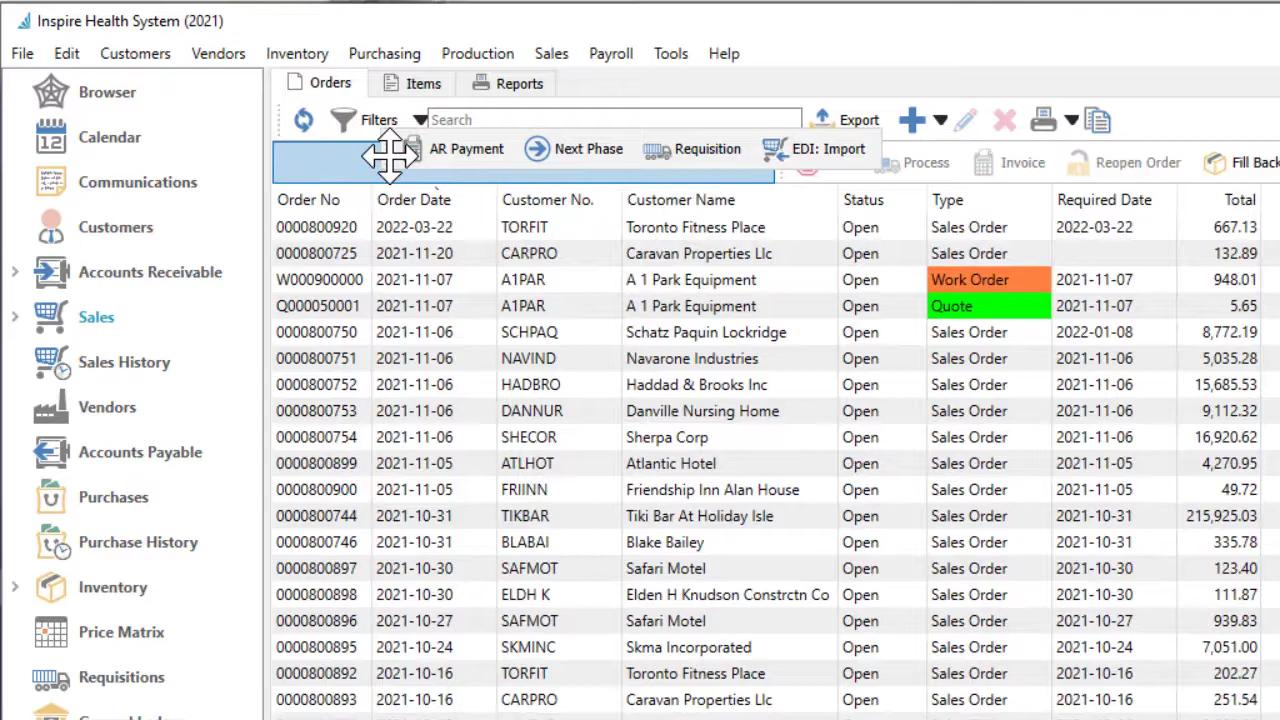 Inspire Health System (2021)
File Edit Customers Vendors Inventory Purchasing Production Sales Payroll Tools Help
Browser
Calendar
12
Communications
Customers
Accounts Receivable
Sales
Sales History
Vendors
Accounts Payable
Purchases
Purchase History
Inventory
Price Matrix
Requisitions
Orders Items Reports
Filters Search Export
AR Payment Next Phase Requisition EDI: Import
Process Invoice Reopen Order Fill Back
Order No Order Date Customer No. Customer Name Status Type Required Date Total
0000800920 2022-03-22 TORFIT Toronto Fitness Place Open Sales Order 2022-03-22 667.13
0000800725 2021-11-20 CARPRO Caravan Properties Llc Open Sales Order 132.89
W000900000 2021-11-07 A1PAR A 1 Park Equipment Open Work Order 2021-11-07 948.01
Q000050001 2021-11-07 A1PAR A 1 Park Equipment Open Quote 2021-11-07 5.65
0000800750 2021-11-06 SCHPAQ Schatz Paquin Lockridge Open Sales Order 2022-01-08 8,772.19
0000800751 2021-11-06 NAVIND Navarone Industries Open Sales Order 2021-11-06 5,035.28
0000800752 2021-11-06 HADBRO Haddad & Brooks Inc Open Sales Order 2021-11-06 15,685.53
0000800753 2021-11-06 DANNUR Danville Nursing Home Open Sales Order 2021-11-06 9,112.32
0000800754 2021-11-06 SHECOR Sherpa Corp Open Sales Order 2021-11-06 16,920.62
0000800899 2021-11-05 ATLHOT Atlantic Hotel Open Sales Order 2021-11-05 4,270.95
0000800900 2021-11-05 FRIINN Friendship Inn Alan House Open Sales Order 2021-11-05 49.72
0000800744 2021-10-31 TIKBAR Tiki Bar At Holiday Isle Open Sales Order 2021-10-31 215,925.03
0000800746 2021-10-31 BLABAI Blake Bailey Open Sales Order 2021-10-31 335.78
0000800897 2021-10-30 SAFMOT Safari Motel Open Sales Order 2021-10-30 123.40
0000800898 2021-10-30 ELDH K Elden H Knudson Constrctn Co Open Sales Order 2021-10-30 111.87
0000800896 2021-10-27 SAFMOT Safari Motel Open Sales Order 2021-10-27 939.83
0000800895 2021-10-24 SKMINC Skma Incorporated Open Sales Order 2021-10-24 7,051.00
0000800892 2021-10-16 TORFIT Toronto Fitness Place Open Sales Order 2021-10-16 202.27
0000800893 2021-10-16 CARPRO Caravan Properties Llc Open Sales Order 2021-10-16 251.54